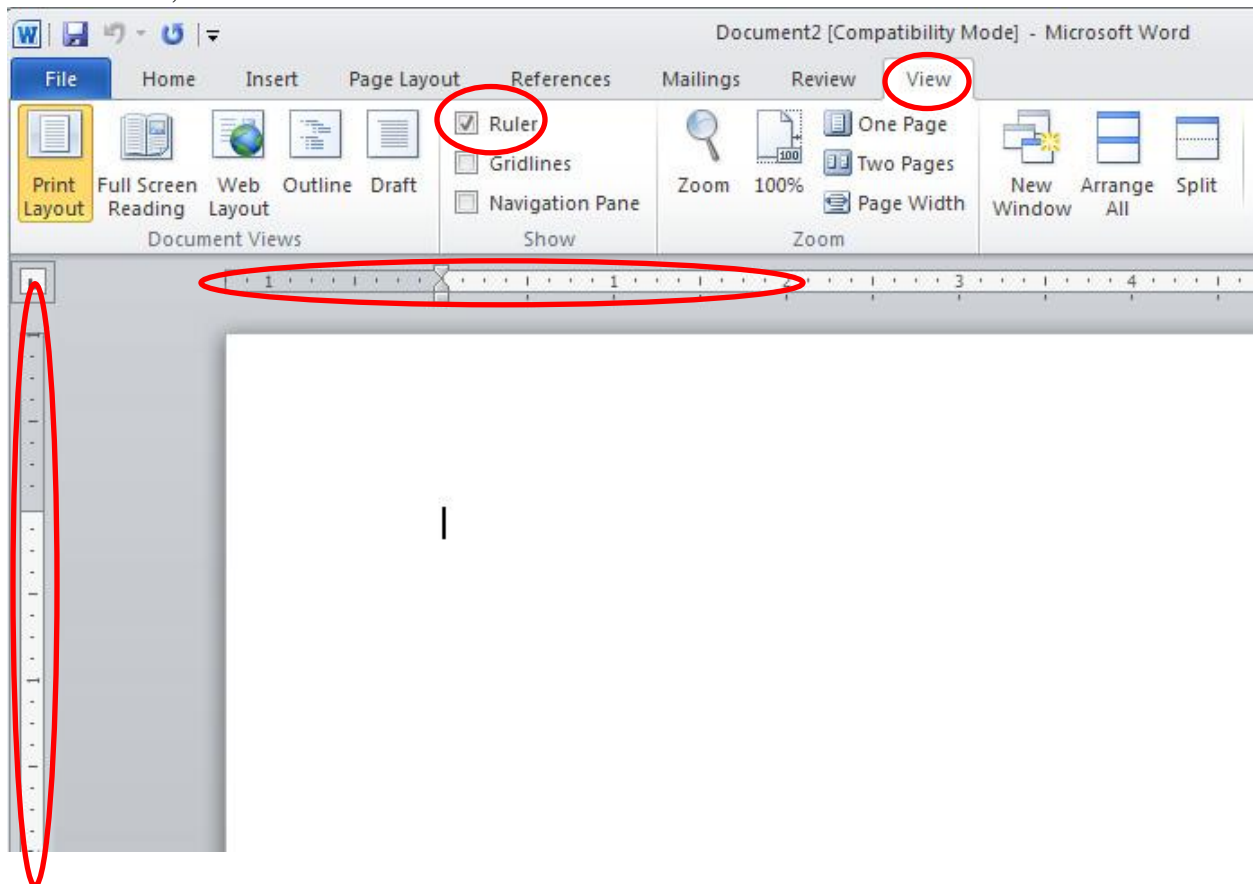 W Document2 [Compatibility Mode] - Microsoft Word
File Home Insert Page Layout References Mailings Review View
Print Layout
Full Screen Reading
Web Layout
Outline
Draft
Document Views
Ruler
Gridlines
Navigation Pane
Show
Zoom
100
100%
One Page
Two Pages
Page Width
Zoom
New Window
Arrange All
Split
1 1 2 3 4
1